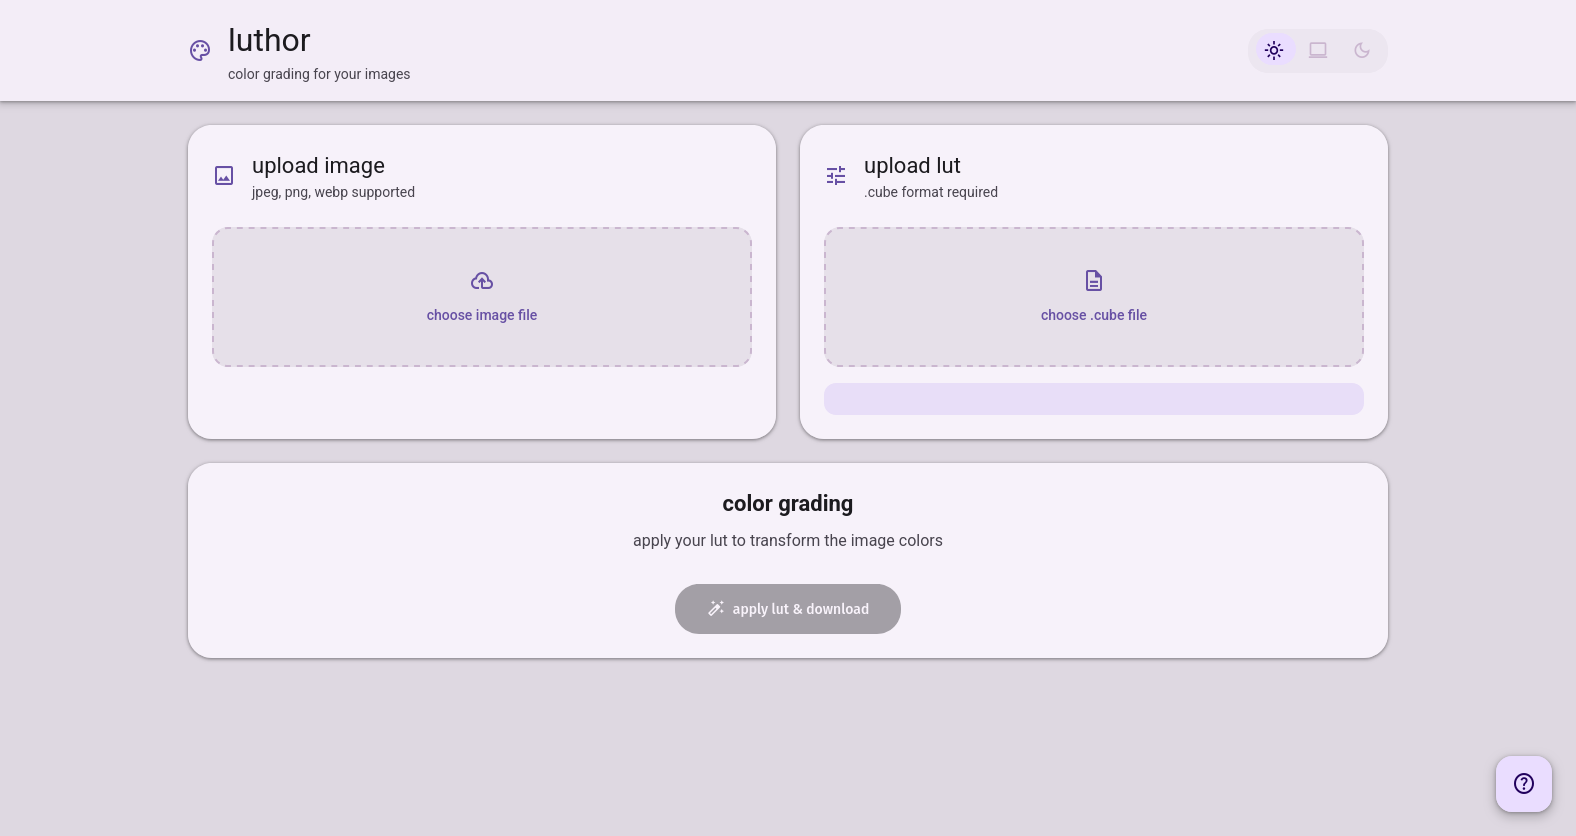 luthor
color grading for your images
upload image
jpeg, png, webp supported
choose image file
upload lut
.cube format required
choose .cube file
color grading
apply your lut to transform the image colors
apply lut & download